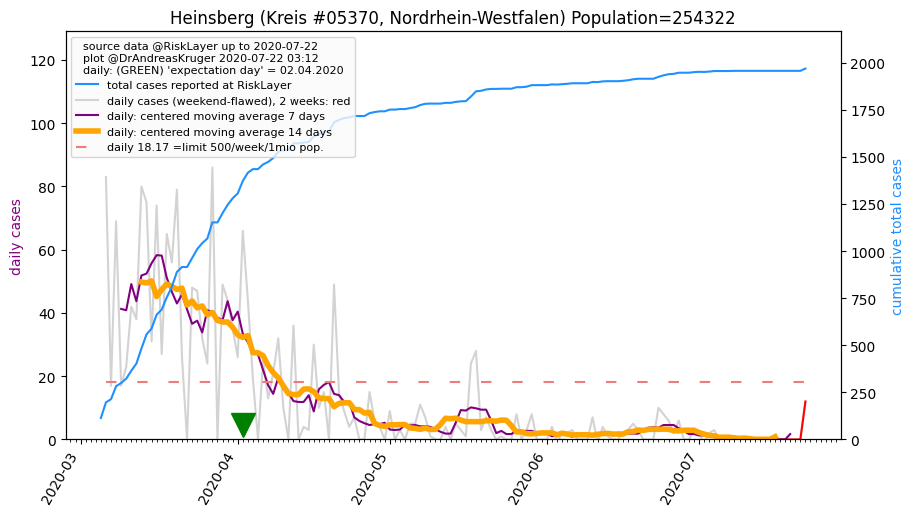 Heinsberg (Kreis #05370, Nordrhein-Westfalen) Population=254322
source data @RiskLayer up to 2020-07-22
plot @DrAndreasKruger 2020-07-22 03:12
daily: (GREEN) 'expectation day' = 02.04.2020
total cases reported at RiskLayer
daily cases (weekend-flawed), 2 weeks: red
daily: centered moving average 7 days
daily: centered moving average 14 days
daily 18.17 =limit 500/week/1mio pop.
daily cases
120
100
80
60
40
20
0
cumulative total cases
2000
1750
1500
1250
1000
750
500
250
0
2020-03
2020-04
2020-05
2020-06
2020-07